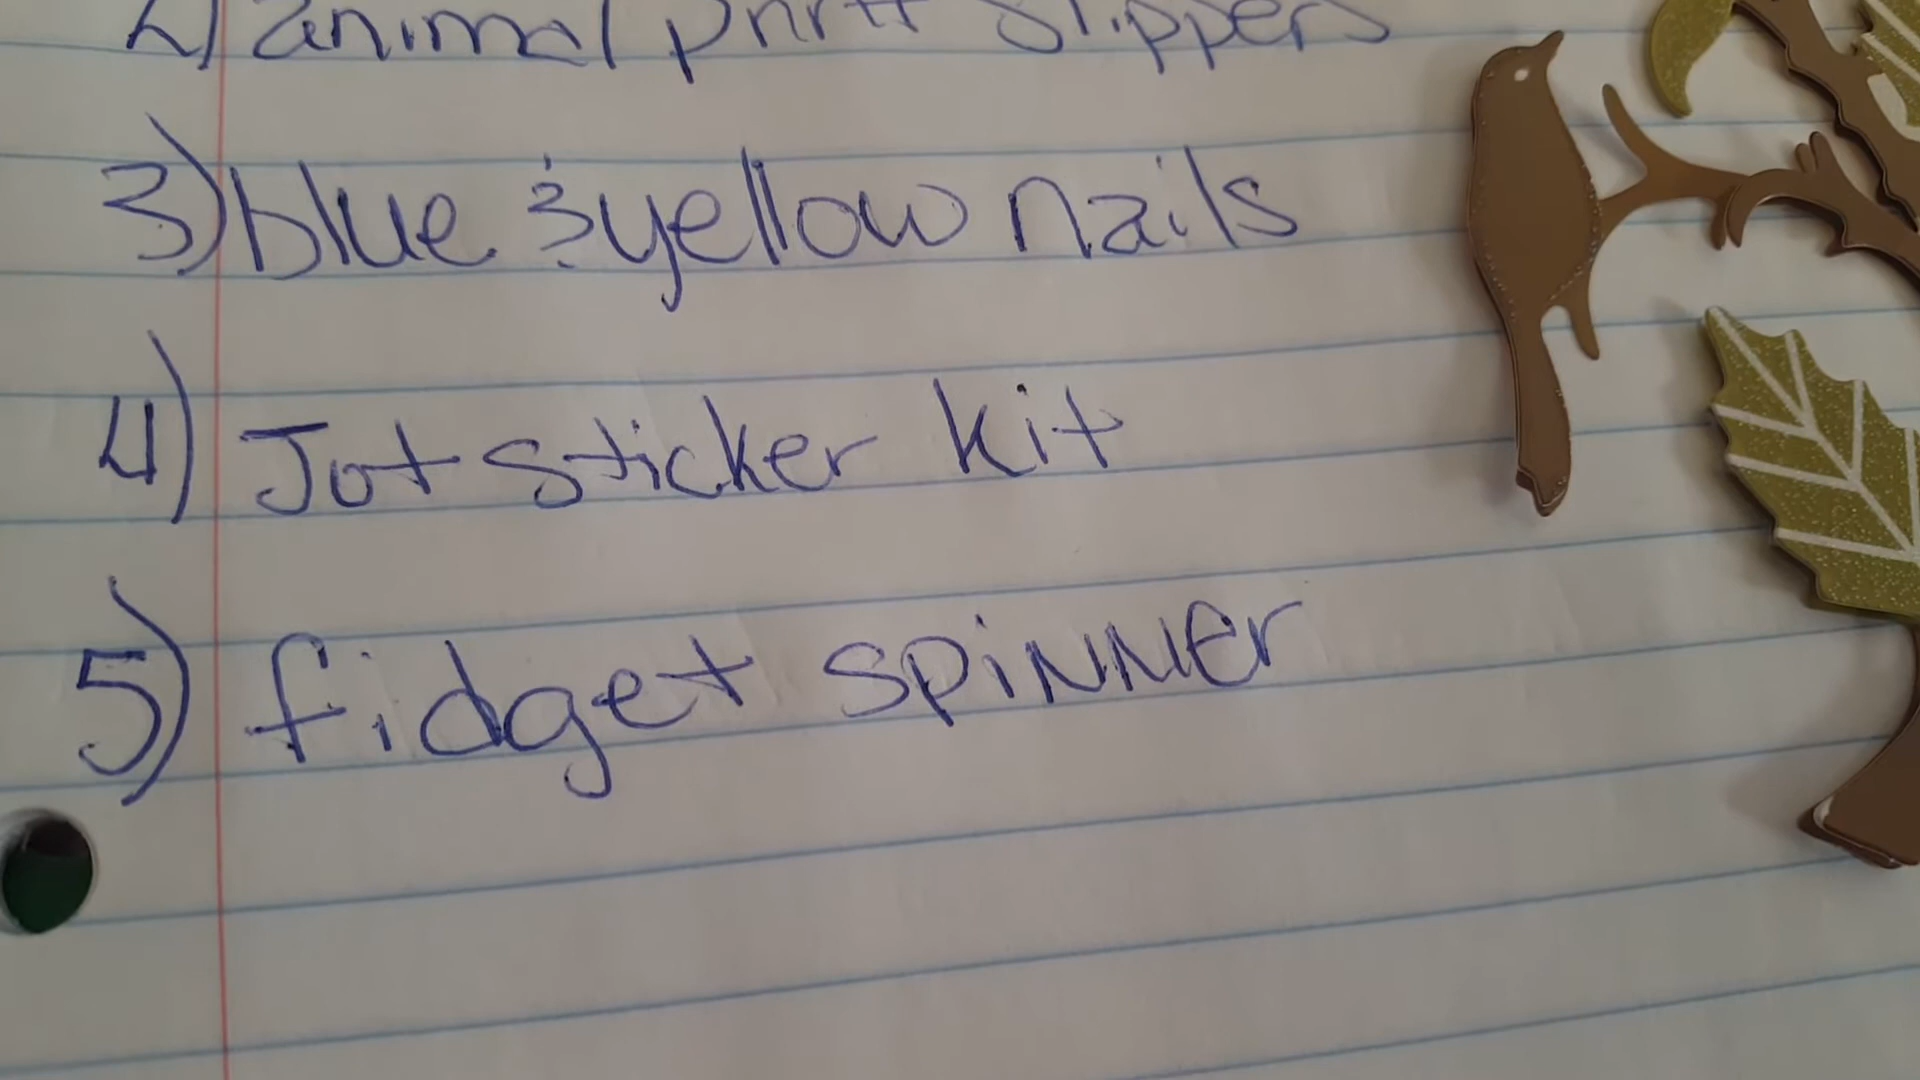 2) animal print slippers
3) blue & yellow nails
4) Jot sticker kit
5) fidget spinner